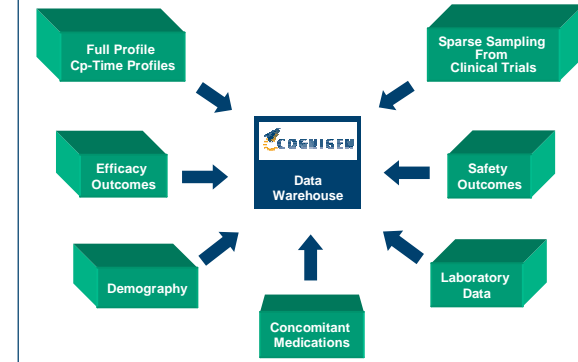 Full Profile
Cp-Time Profiles
Sparse Sampling
From
Clinical Trials
COGNIGEN
Efficacy
Outcomes
Data
Warehouse
Safety
Outcomes
Demography
Laboratory
Data
Concomitant
Medications